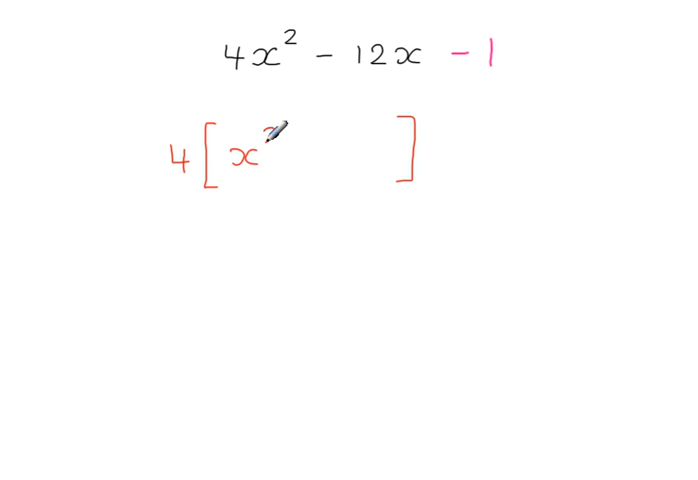 4x² − 12x − 1
4[x² ]